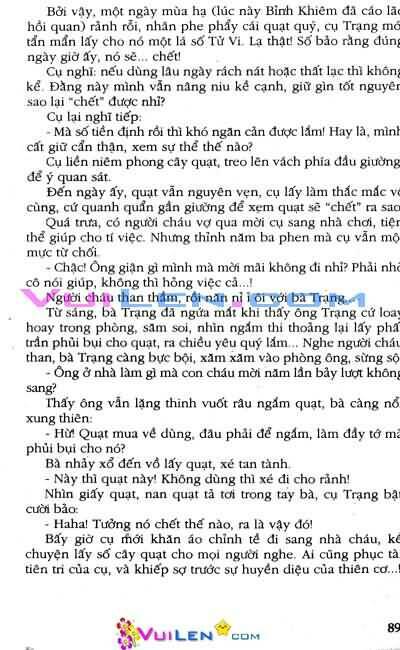 Bởi vậy, một ngày mùa hạ (lúc này Bỉnh Khiêm đã cáo lão
hồi quan) rảnh rỗi, nhân phe phẩy cái quạt quý, cụ Trạng mới
tẩn mẩn lấy cho nó một lá số Tử Vi. Lạ thật! Số bảo rằng đúng
ngày giờ ấy, nó sẽ... chết!
Cụ nghĩ: nếu dùng lâu ngày rách nát hoặc thất lạc thì không
kể. Đằng này mình vẫn nâng niu kề cạnh, giữ gìn tốt nguyên
sao lại "chết" được nhỉ?
Cụ lại nghĩ tiếp:
- Mà số tiền định rồi thì khó ngăn cản được lắm! Hay là, mình
cất giữ cẩn thận, xem sự thể thế nào?
Cụ liền niêm phong cây quạt, treo lên vách phía đầu giường
để ý quan sát.
Đến ngày ấy, quạt vẫn nguyên vẹn, cụ lấy làm thắc mắc vô
cùng, cứ quanh quẩn gần giường để xem quạt sẽ "chết" ra sao
Quá trưa, có người cháu vợ qua mời cụ sang nhà chơi, tiện
thể giúp cho tí việc. Nhưng thỉnh năm ba phen mà cụ vẫn một
mực từ chối.
- Chậc! Ông giận gì mình mà mời mãi không đi nhỉ? Phải nhờ
cô nói giúp, không thì hỏng việc cả...!
Người cháu than thầm, rồi năn nỉ ỉ ôi với bà Trạng.
Từ sáng, bà Trạng đã ngứa mắt khi thấy ông Trạng cứ loay
hoay trong phòng, săm soi, nhìn ngắm thi thoảng lại lấy phất
trần phủi bụi cho quạt, ra chiều yêu quý lắm... Nghe người cháu
than, bà Trạng càng bực bội, xăm xăm vào phòng ông, sừng sộ:
- Ông ở nhà làm gì mà con cháu mời năm lần bảy lượt không
sang?
Thấy ông vẫn lặng thinh vuốt râu ngắm quạt, bà càng nổi
xung thiên:
- Hừ! Quạt mua về dùng, đâu phải để ngắm, làm đầy tớ mà
phủi bụi cho nó?
Bà nhảy xổ đến vồ lấy quạt, xé tan tành.
- Này thì quạt này! Không dùng thì xé đi cho rảnh!
Nhìn giấy quạt, nan quạt tả tơi trong tay bà, cụ Trạng bật
cười bảo:
- Haha! Tưởng nó chết thế nào, ra là vậy đó!
Bấy giờ cụ mới khăn áo chỉnh tề đi sang nhà cháu, kể
chuyện lấy số cây quạt cho mọi người nghe. Ai cũng phục tài
tiên tri của cụ, và khiếp sợ trước sự huyền diệu của thiên cơ...!
VUILEN.COM
89
VUILEN.COM